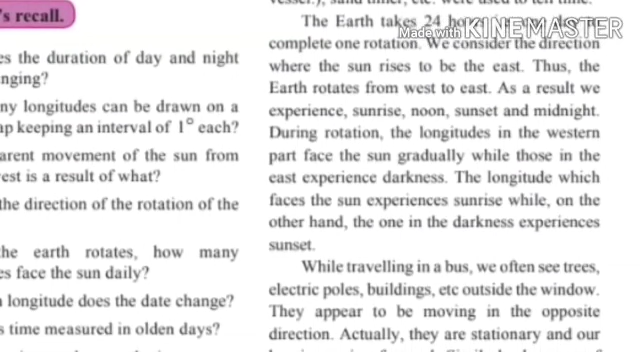 's recall.
es the duration of day and night
nging?
ny longitudes can be drawn on a
ap keeping an interval of 1° each?
arent movement of the sun from
est is a result of what?
the direction of the rotation of the
he earth rotates, how many
es face the sun daily?
longitude does the date change?
s time measured in olden days?
The Earth takes 24
Made with KINEMASTER
complete one rotation. We consider the direction
where the sun rises to be the east. Thus, the
Earth rotates from west to east. As a result we
experience, sunrise, noon, sunset and midnight.
During rotation, the longitudes in the western
part face the sun gradually while those in the
east experience darkness. The longitude which
faces the sun experiences sunrise while, on the
other hand, the one in the darkness experiences
sunset.
While travelling in a bus, we often see trees,
electric poles, buildings, etc outside the window.
They appear to be moving in the opposite
direction. Actually, they are stationary and our